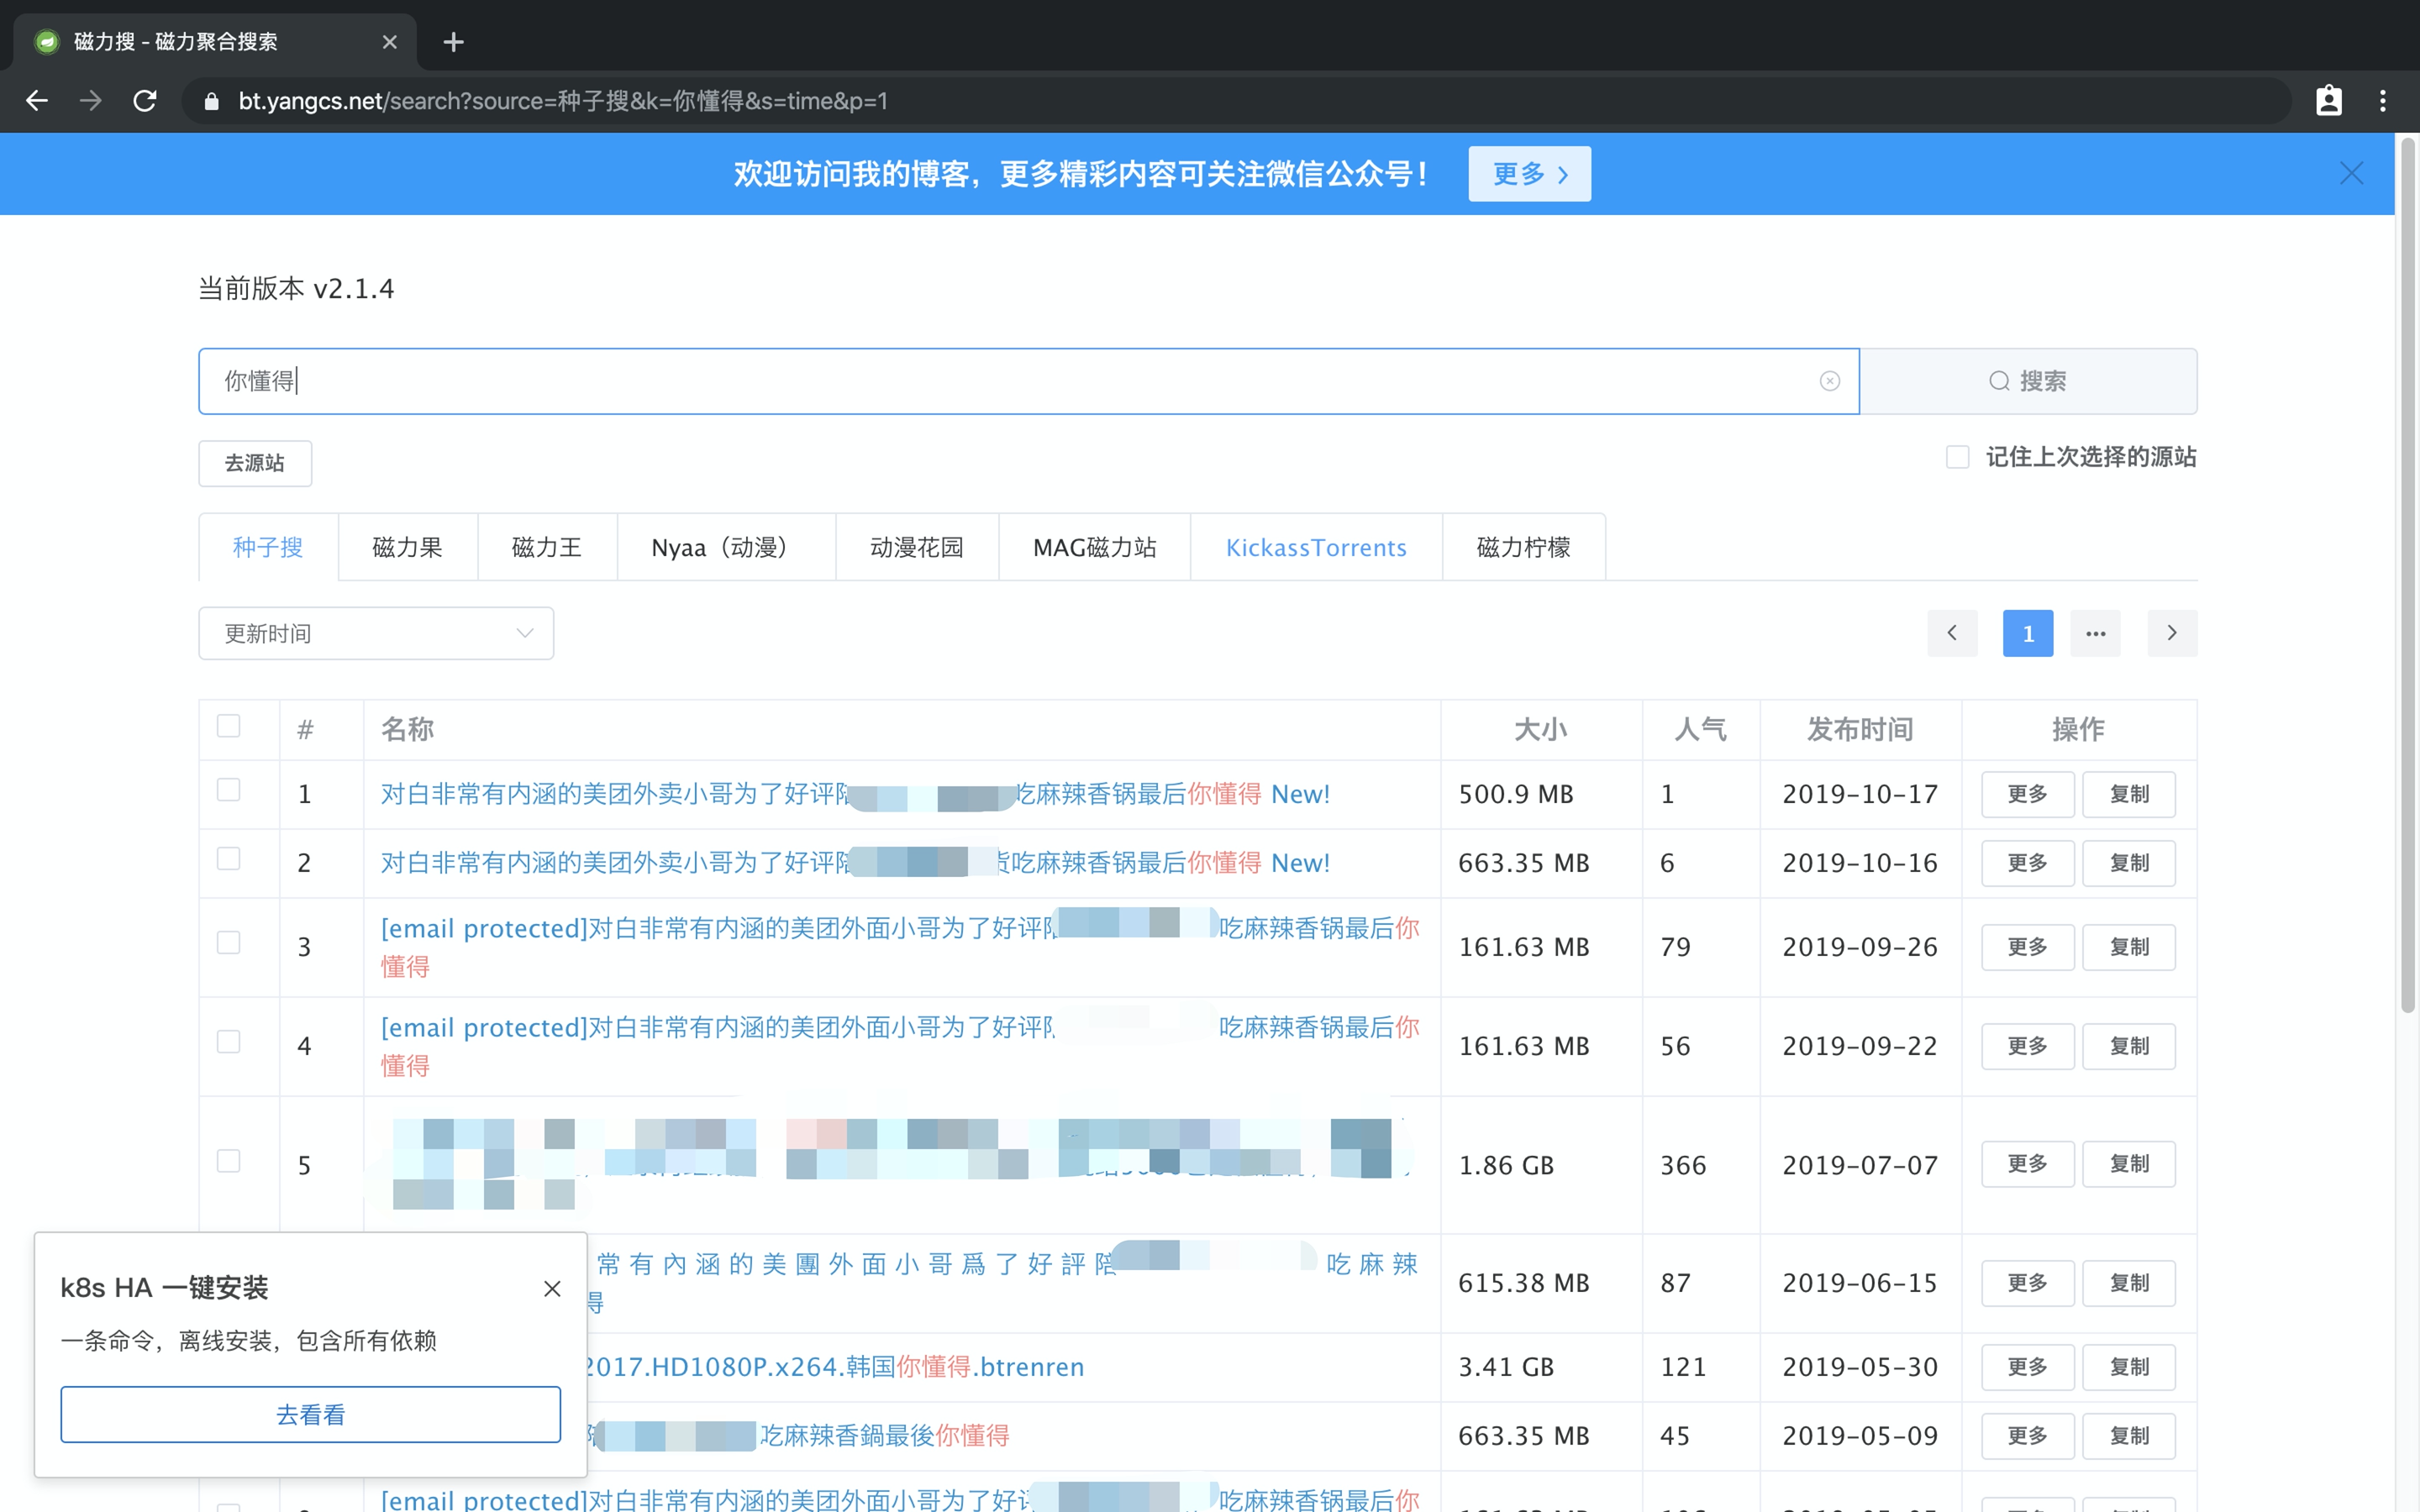 磁力搜 - 磁力聚合搜索
bt.yangcs.net/search?source=种子搜&k=你懂得&s=time&p=1
欢迎访问我的博客，更多精彩内容可关注微信公众号！ 更多
当前版本 v2.1.4
你懂得 搜索
去源站 记住上次选择的源站
种子搜 磁力果 磁力王 Nyaa（动漫） 动漫花园 MAG磁力站 KickassTorrents 磁力柠檬
更新时间 1
# 名称 大小 人气 发布时间 操作
1 对白非常有内涵的美团外卖小哥为了好评 吃麻辣香锅最后你懂得 New! 500.9 MB 1 2019-10-17 更多 复制
2 对白非常有内涵的美团外卖小哥为了好评陪 吃麻辣香锅最后你懂得 New! 663.35 MB 6 2019-10-16 更多 复制
3 [email protected]对白非常有内涵的美团外面小哥为了好评 吃麻辣香锅最后你
懂得 161.63 MB 79 2019-09-26 更多 复制
4 [email protected]对白非常有内涵的美团外面小哥为了好评 吃麻辣香锅最后你
懂得 161.63 MB 56 2019-09-22 更多 复制
5 1.86 GB 366 2019-07-07 更多 复制
常有內涵的美團外面小哥爲了好評陪 吃麻辣
得 615.38 MB 87 2019-06-15 更多 复制
2017.HD1080P.x264.韩国你懂得.btrenren 3.41 GB 121 2019-05-30 更多 复制
吃麻辣香鍋最後你懂得 663.35 MB 45 2019-05-09 更多 复制
[email protected]对白非常有内涵的美团外面小哥为了好 吃麻辣香锅最后你
k8s HA 一键安装
一条命令，离线安装，包含所有依赖
去看看